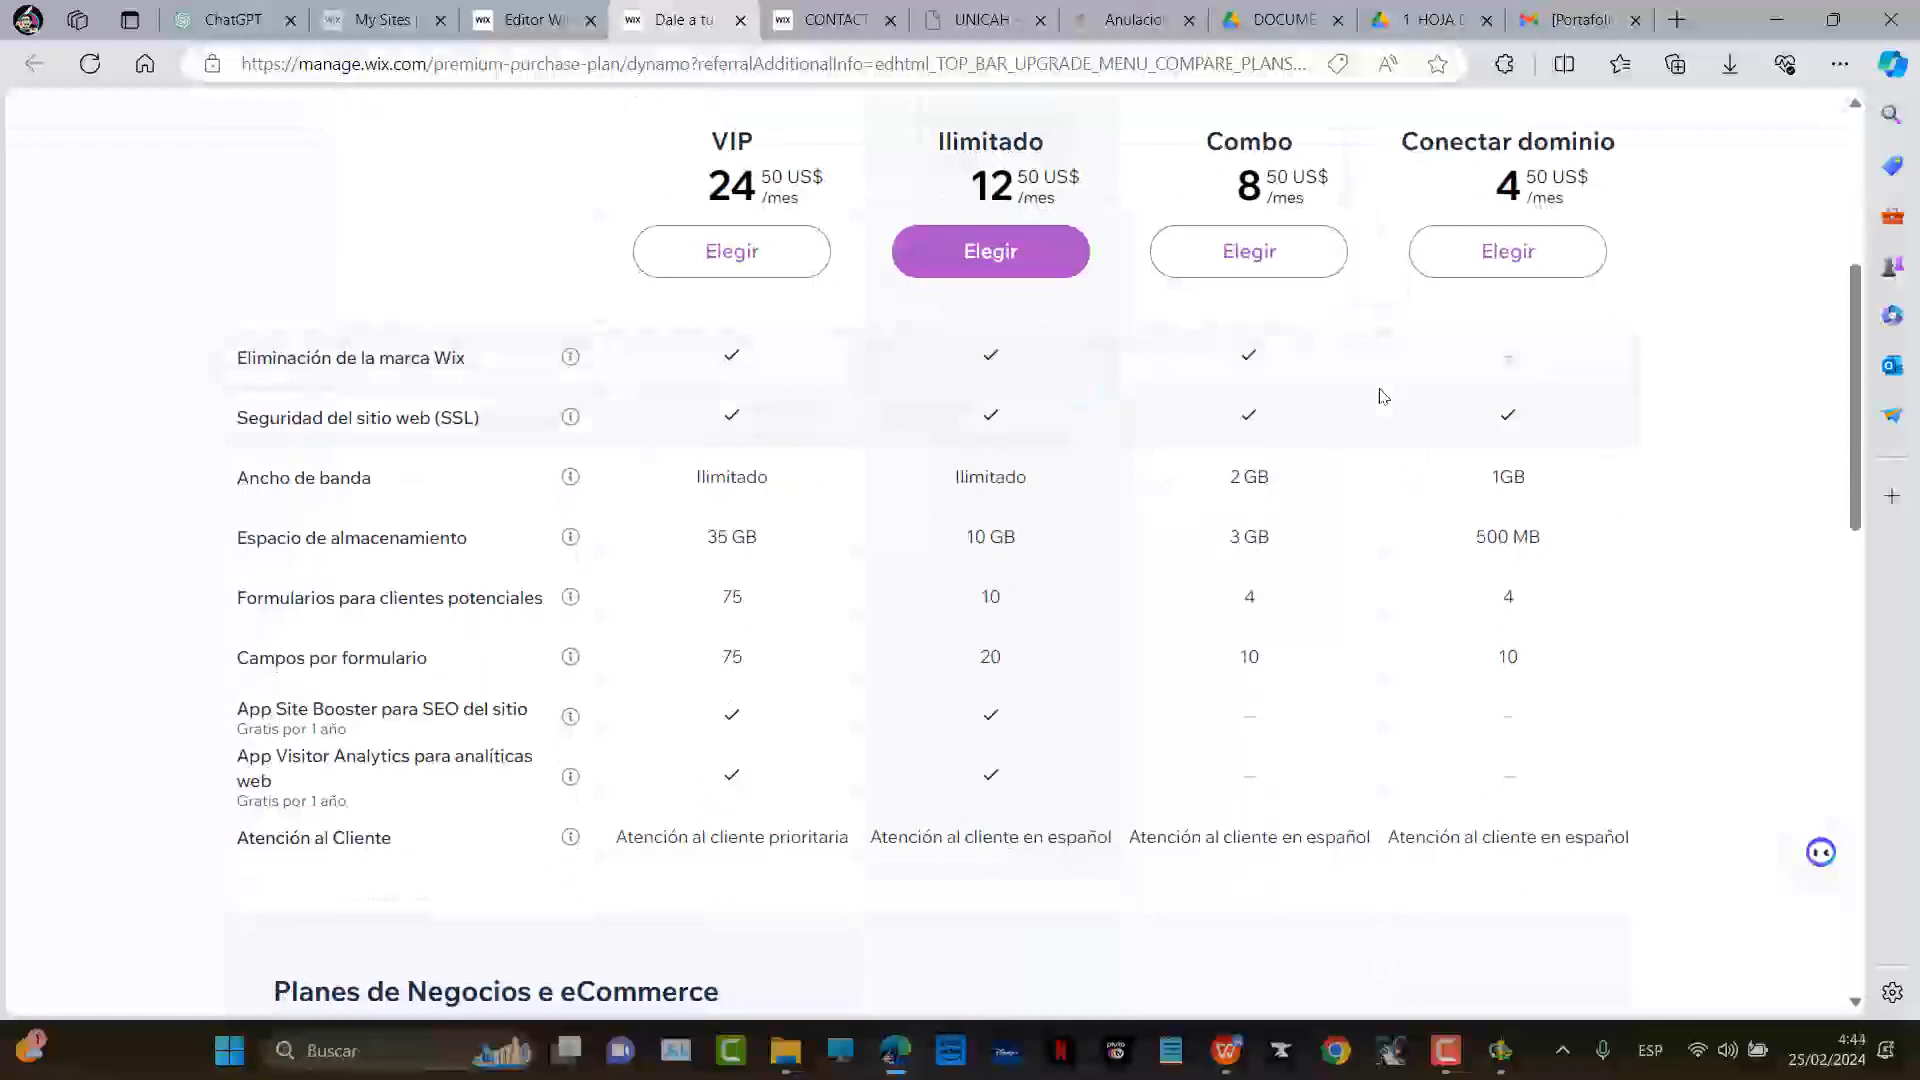 ChatGPT
WIX My Sites
WIX Editor Wi
WIX Dale a tu
WIX CONTACT
UNICAH
Anulacio
DOCUME
1 HOJA D
[Portafoli
https://manage.wix.com/premium-purchase-plan/dynamo?referralAdditionalInfo=edhtml_TOP_BAR_UPGRADE_MENU_COMPARE_PLANS...
VIP Ilimitado Combo Conectar dominio
24 50 US$ /mes 12 50 US$ /mes 8 50 US$ /mes 4 50 US$ /mes
Elegir Elegir Elegir Elegir
Eliminación de la marca Wix ✓ ✓ ✓ –
Seguridad del sitio web (SSL) ✓ ✓ ✓ ✓
Ancho de banda Ilimitado Ilimitado 2 GB 1GB
Espacio de almacenamiento 35 GB 10 GB 3 GB 500 MB
Formularios para clientes potenciales 75 10 4 4
Campos por formulario 75 20 10 10
App Site Booster para SEO del sitio ✓ ✓ – –
Gratis por 1 año
App Visitor Analytics para analíticas
web ✓ ✓ – –
Gratis por 1 año
Atención al Cliente Atención al cliente prioritaria Atención al cliente en español Atención al cliente en español Atención al cliente en español
Planes de Negocios e eCommerce
Buscar
ESP
4:44
25/02/2024